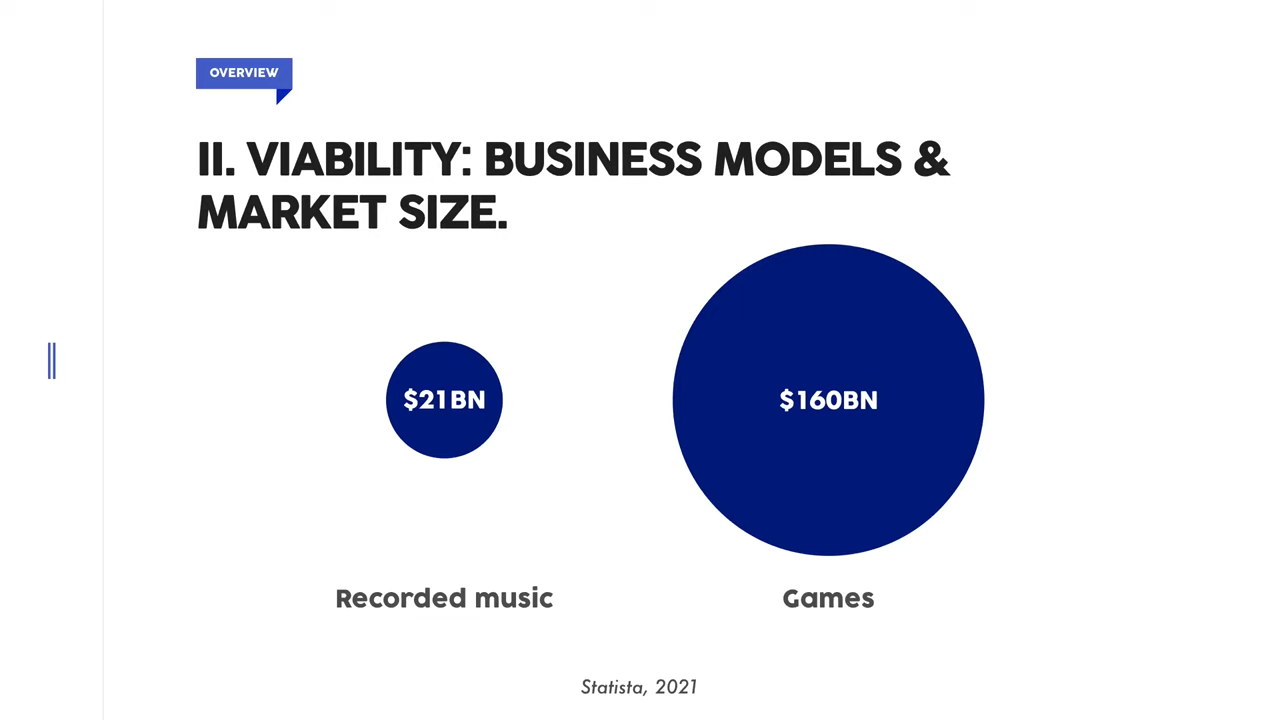 OVERVIEW
II. VIABILITY: BUSINESS MODELS &
MARKET SIZE.
$21BN
$160BN
Recorded music
Games
Statista, 2021